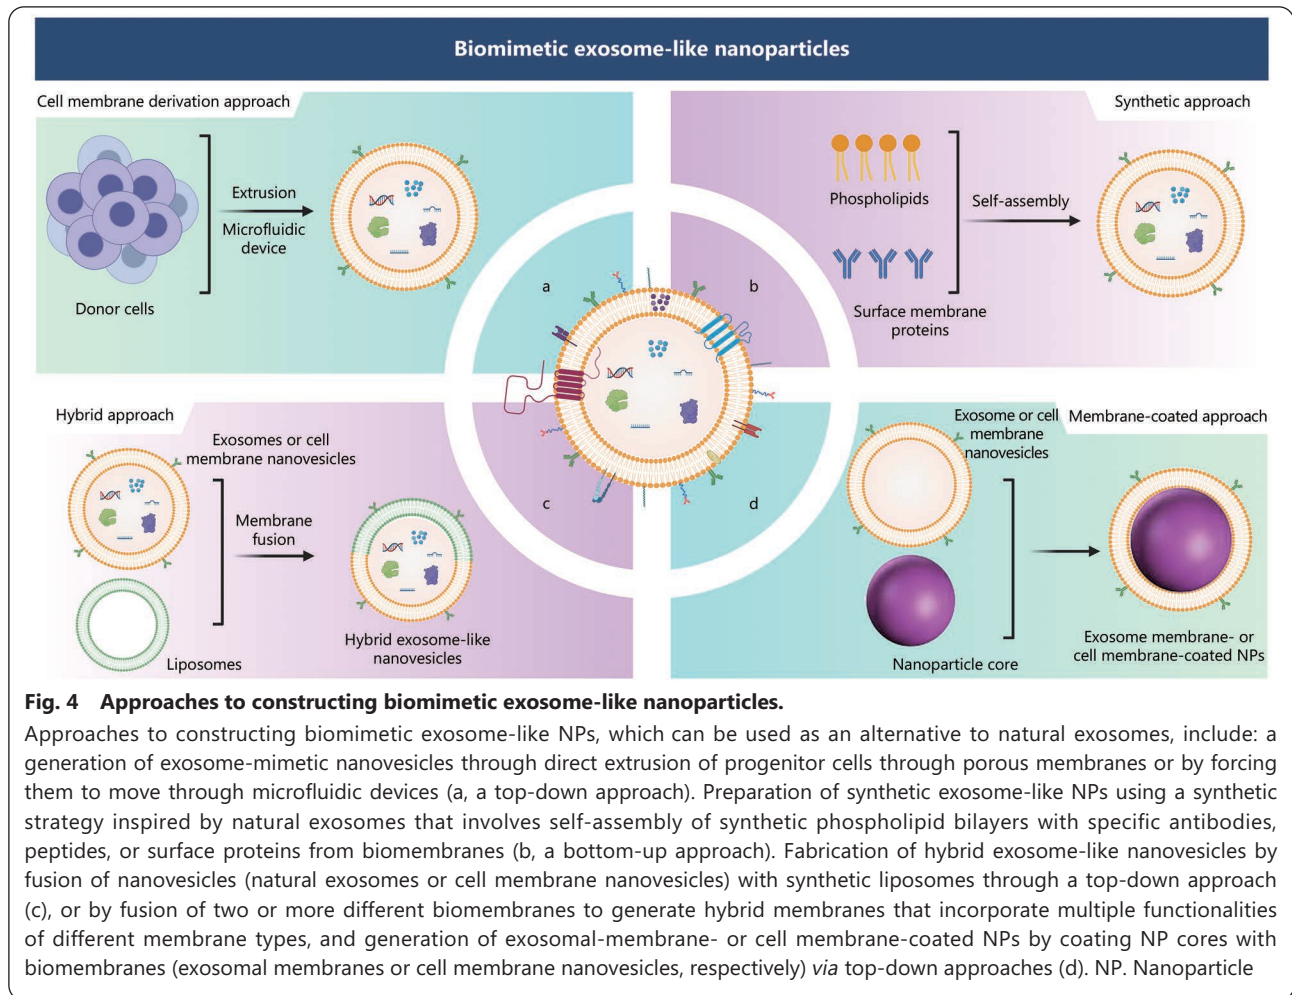 Biomimetic exosome-like nanoparticles
Cell membrane derivation approach
Extrusion
Microfluidic
device
Donor cells
Synthetic approach
Phospholipids
Self-assembly
Surface membrane
proteins
a
b
c
d
Hybrid approach
Exosomes or cell
membrane nanovesicles
Membrane
fusion
Liposomes
Hybrid exosome-like
nanovesicles
Membrane-coated approach
Exosome or cell
membrane
nanovesicles
Nanoparticle core
Exosome membrane- or
cell membrane-coated NPs
Fig. 4 Approaches to constructing biomimetic exosome-like nanoparticles.
Approaches to constructing biomimetic exosome-like NPs, which can be used as an alternative to natural exosomes, include: a
generation of exosome-mimetic nanovesicles through direct extrusion of progenitor cells through porous membranes or by forcing
them to move through microfluidic devices (a, a top-down approach). Preparation of synthetic exosome-like NPs using a synthetic
strategy inspired by natural exosomes that involves self-assembly of synthetic phospholipid bilayers with specific antibodies,
peptides, or surface proteins from biomembranes (b, a bottom-up approach). Fabrication of hybrid exosome-like nanovesicles by
fusion of nanovesicles (natural exosomes or cell membrane nanovesicles) with synthetic liposomes through a top-down approach
(c), or by fusion of two or more different biomembranes to generate hybrid membranes that incorporate multiple functionalities
of different membrane types, and generation of exosomal-membrane- or cell membrane-coated NPs by coating NP cores with
biomembranes (exosomal membranes or cell membrane nanovesicles, respectively) via top-down approaches (d). NP. Nanoparticle